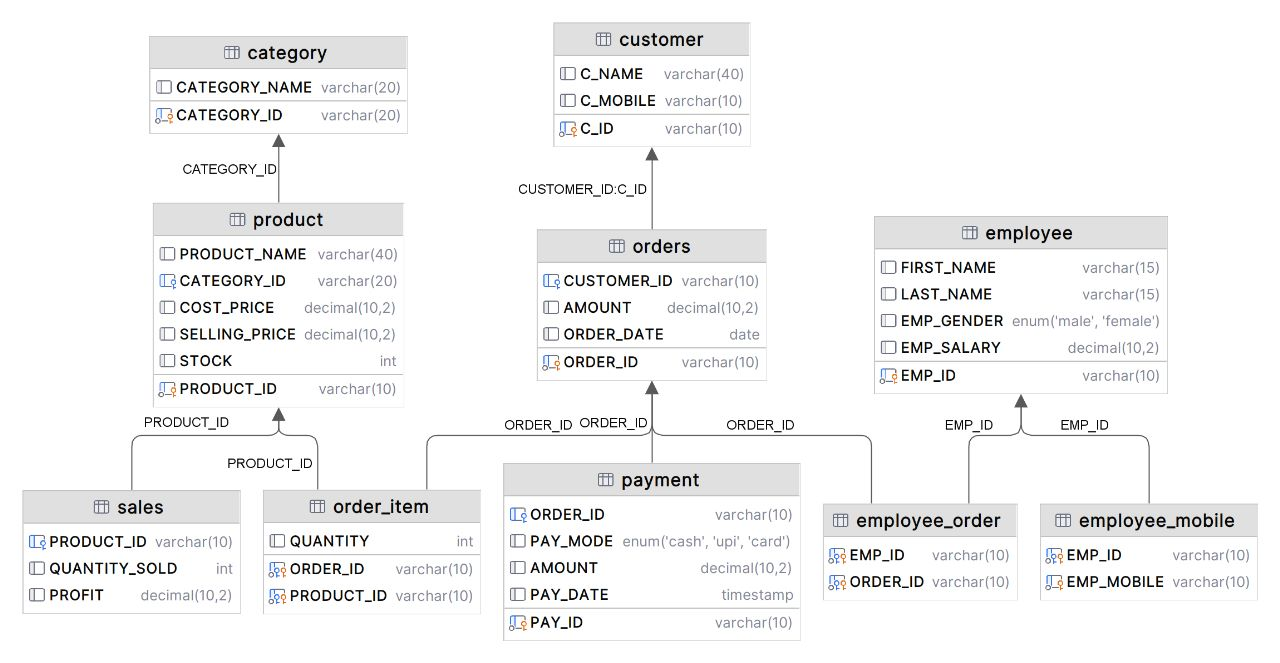 category
CATEGORY_NAME varchar(20)
CATEGORY_ID varchar(20)
customer
C_NAME varchar(40)
C_MOBILE varchar(10)
C_ID varchar(10)
CATEGORY_ID
CUSTOMER_ID:C_ID
product
PRODUCT_NAME varchar(40)
CATEGORY_ID varchar(20)
COST_PRICE decimal(10,2)
SELLING_PRICE decimal(10,2)
STOCK int
PRODUCT_ID varchar(10)
orders
CUSTOMER_ID varchar(10)
AMOUNT decimal(10,2)
ORDER_DATE date
ORDER_ID varchar(10)
employee
FIRST_NAME varchar(15)
LAST_NAME varchar(15)
EMP_GENDER enum('male', 'female')
EMP_SALARY decimal(10,2)
EMP_ID varchar(10)
PRODUCT_ID
PRODUCT_ID
ORDER_ID
ORDER_ID
ORDER_ID
EMP_ID
EMP_ID
sales
PRODUCT_ID varchar(10)
QUANTITY_SOLD int
PROFIT decimal(10,2)
order_item
QUANTITY int
ORDER_ID varchar(10)
PRODUCT_ID varchar(10)
payment
ORDER_ID varchar(10)
PAY_MODE enum('cash', 'upi', 'card')
AMOUNT decimal(10,2)
PAY_DATE timestamp
PAY_ID varchar(10)
employee_order
EMP_ID varchar(10)
ORDER_ID varchar(10)
employee_mobile
EMP_ID varchar(10)
EMP_MOBILE varchar(10)